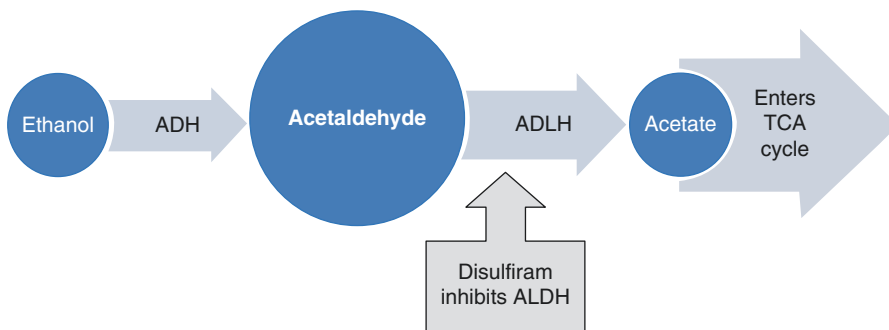 Ethanol
ADH
Acetaldehyde
ADLH
Acetate
Enters
TCA
cycle
Disulfiram
inhibits ALDH